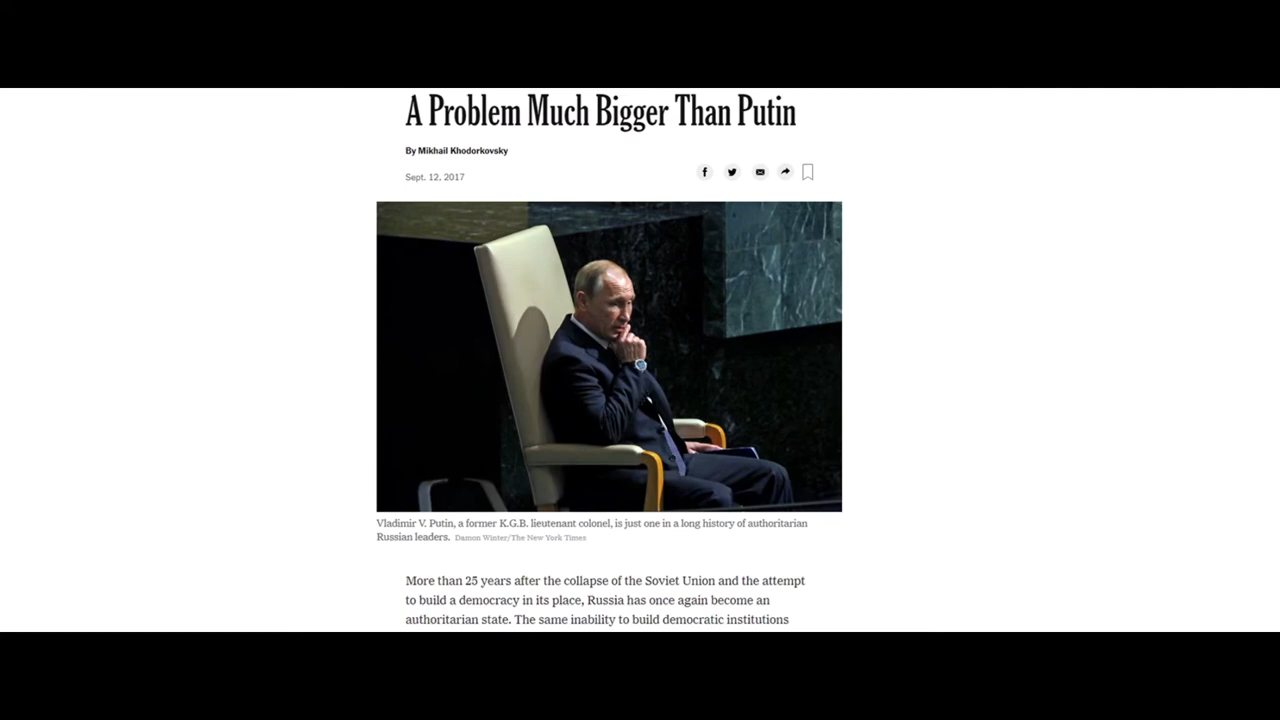 A Problem Much Bigger Than Putin
By Mikhail Khodorkovsky
Sept. 12, 2017
Vladimir V. Putin, a former K.G.B. lieutenant colonel, is just one in a long history of authoritarian
Russian leaders. Damon Winter/The New York Times
More than 25 years after the collapse of the Soviet Union and the attempt
to build a democracy in its place, Russia has once again become an
authoritarian state. The same inability to build democratic institutions